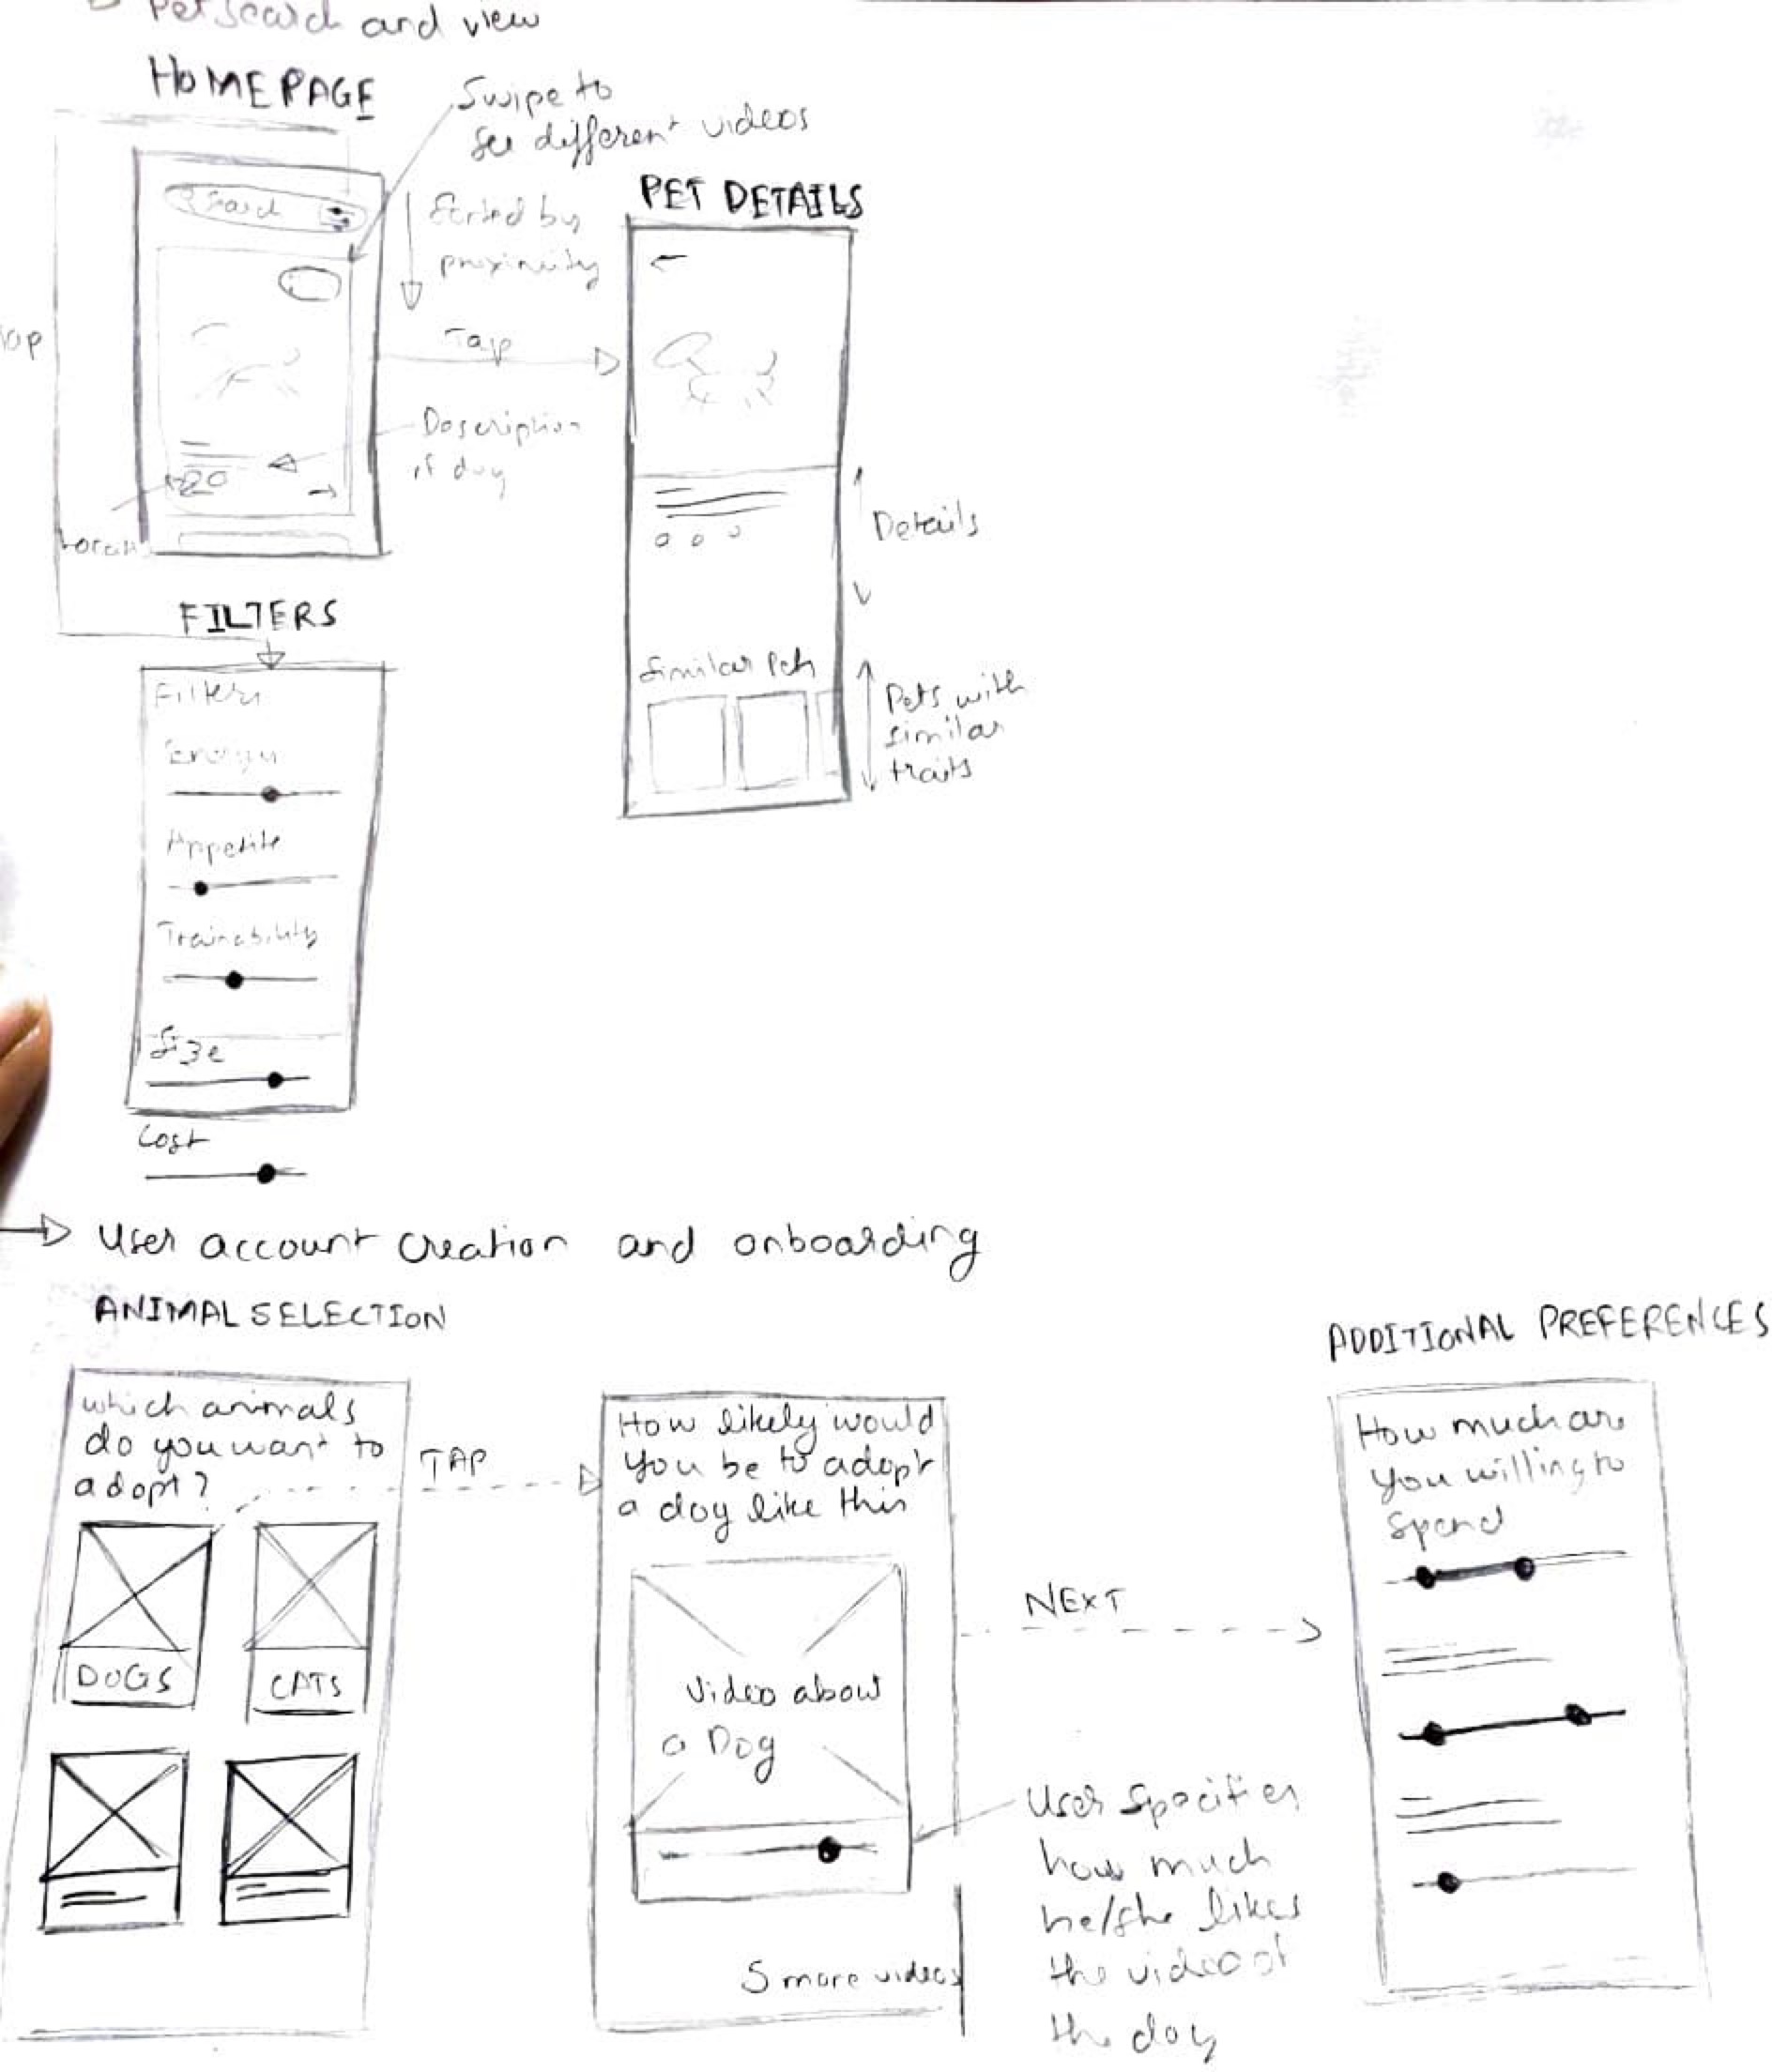 Pet Search and view
HOMEPAGE
Swipe to
see different videos
Search
Sorted by
proximity
Tap
Description
of dog
PET DETAILS
Details
Similar Pets
Pets with
similar
traits
FILTERS
Filters
Energy
Appetite
Trainability
Size
Cost
User account creation and onboarding
ANIMAL SELECTION
which animals
do you want to
adopt?
DOGS
CATS
TAP
How likely would
you be to adopt
a dog like this
Video about
a Dog
5 more videos
NEXT
User specifies
how much
he/she likes
the video of
the dog
ADDITIONAL PREFERENCES
How much are
you willing to
spend